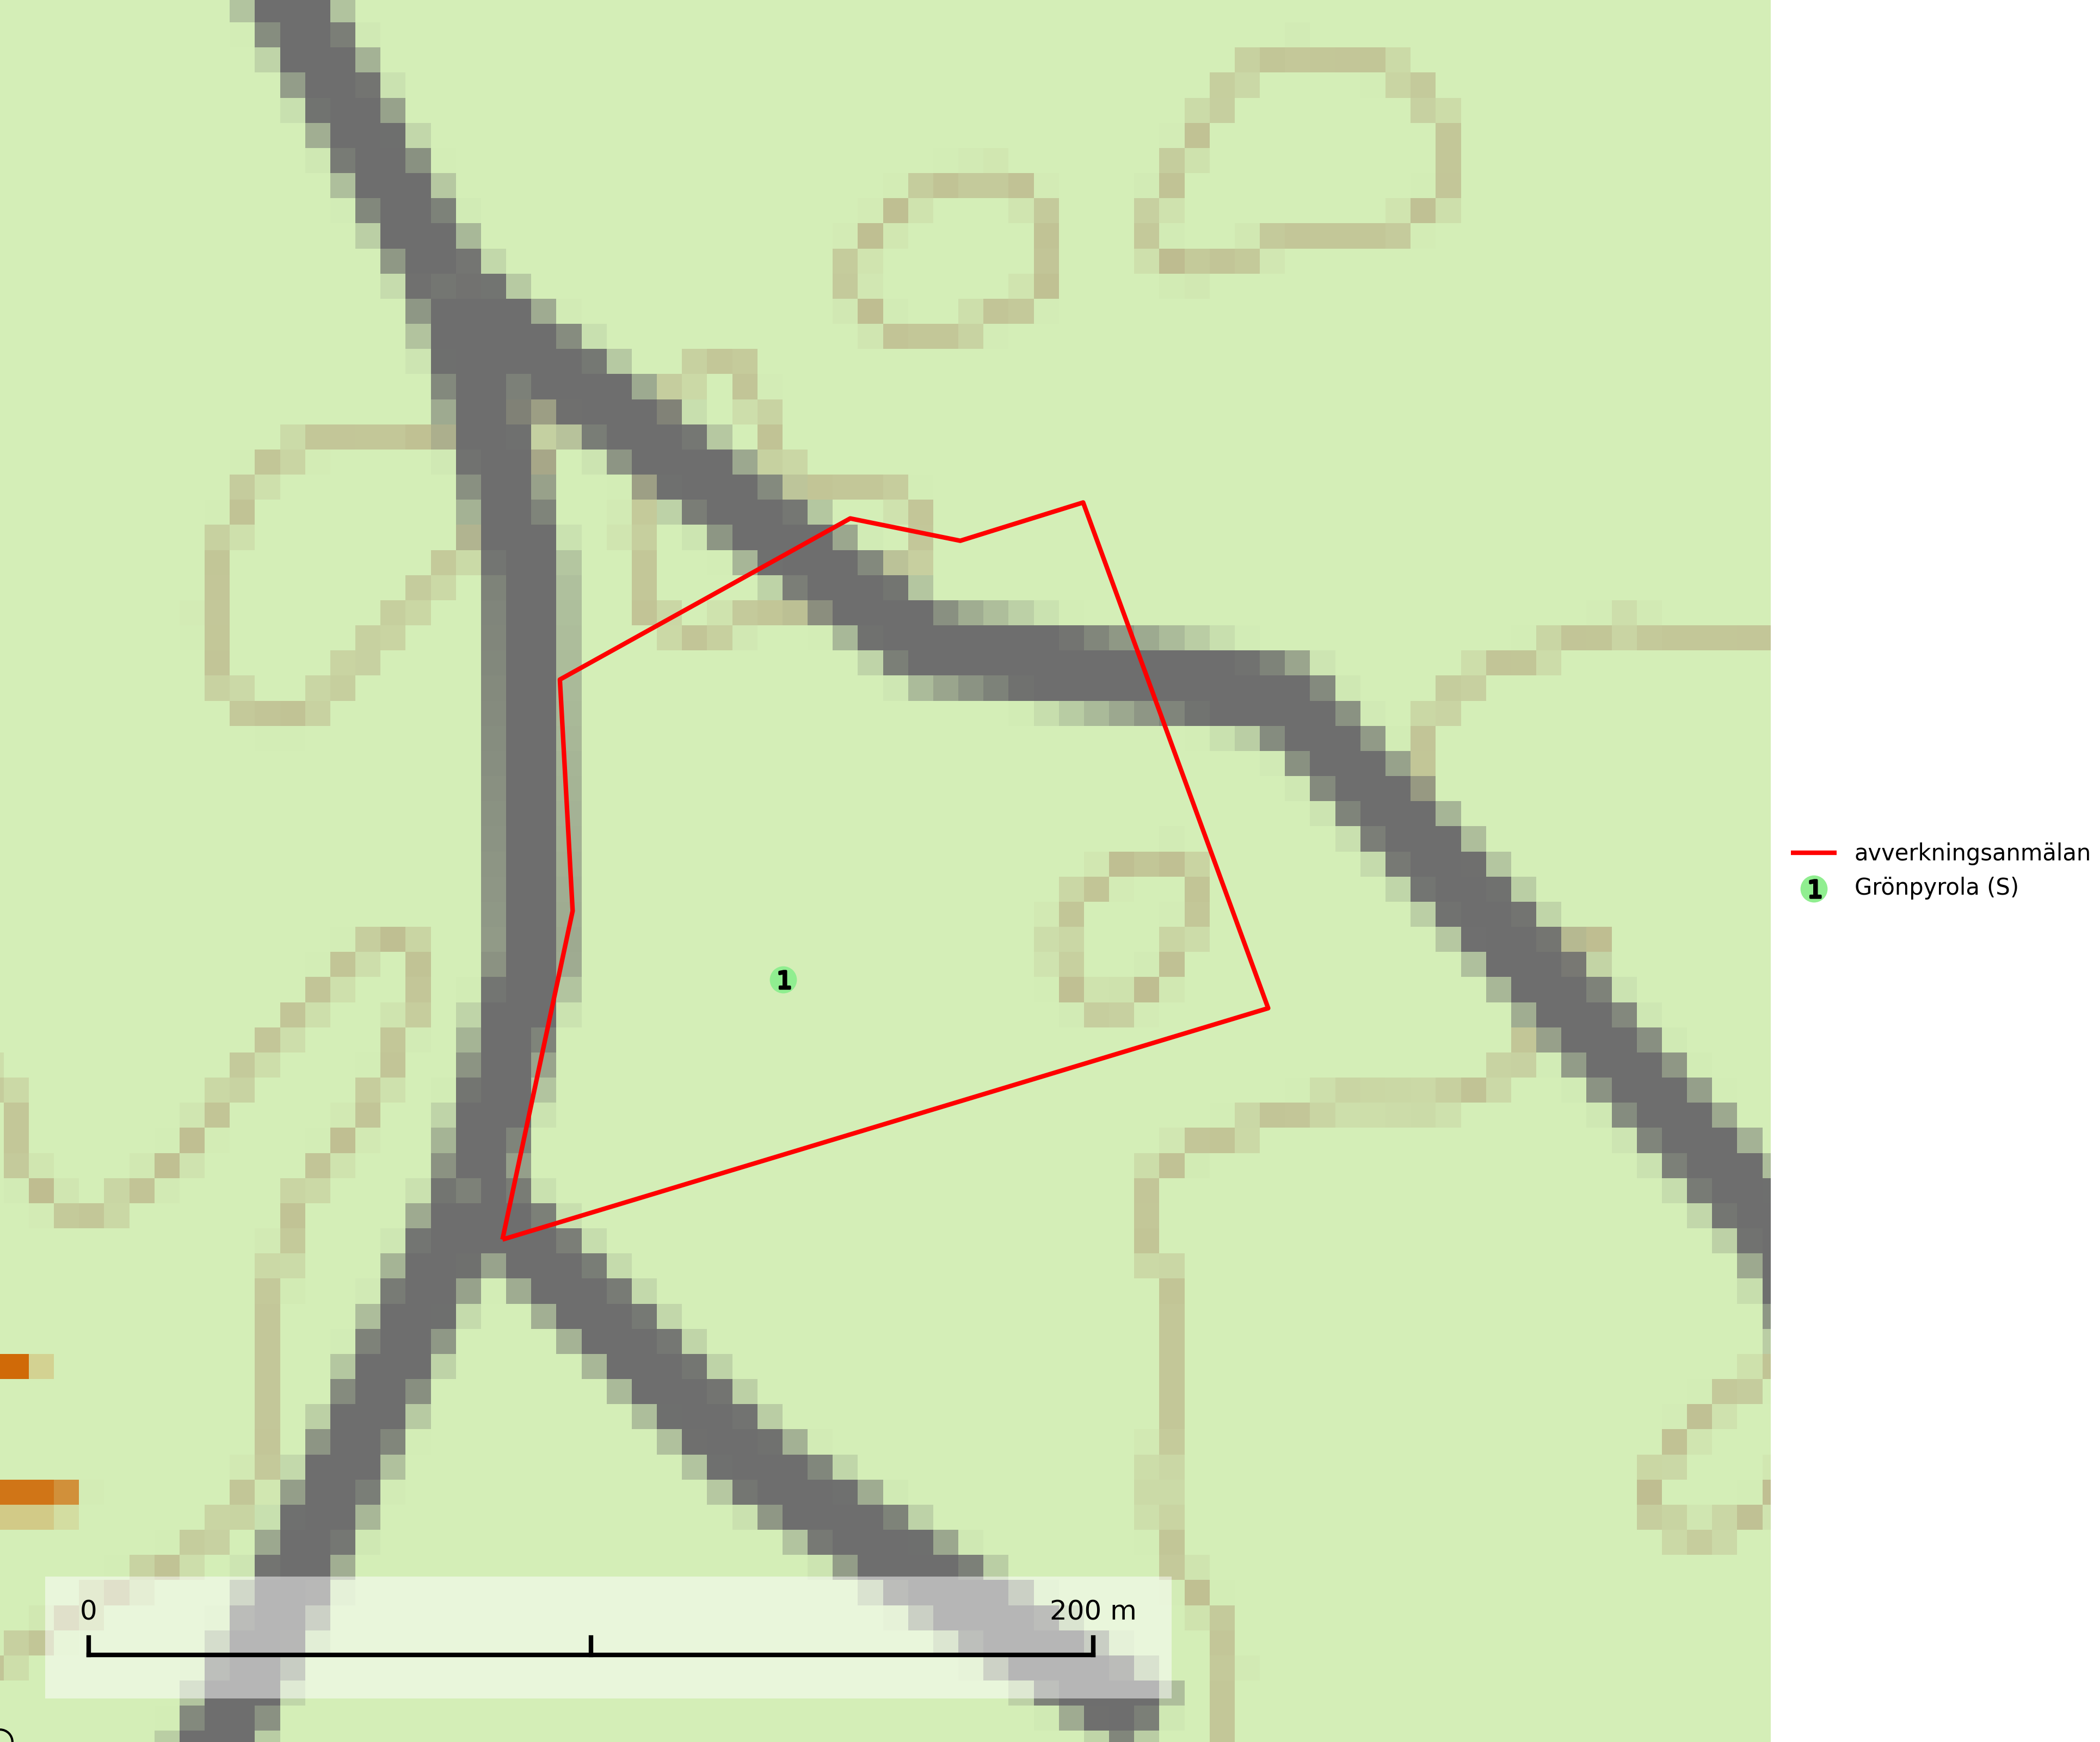 avverkningsanmälan
1 Grönpyrola (S)
1
0 200 m